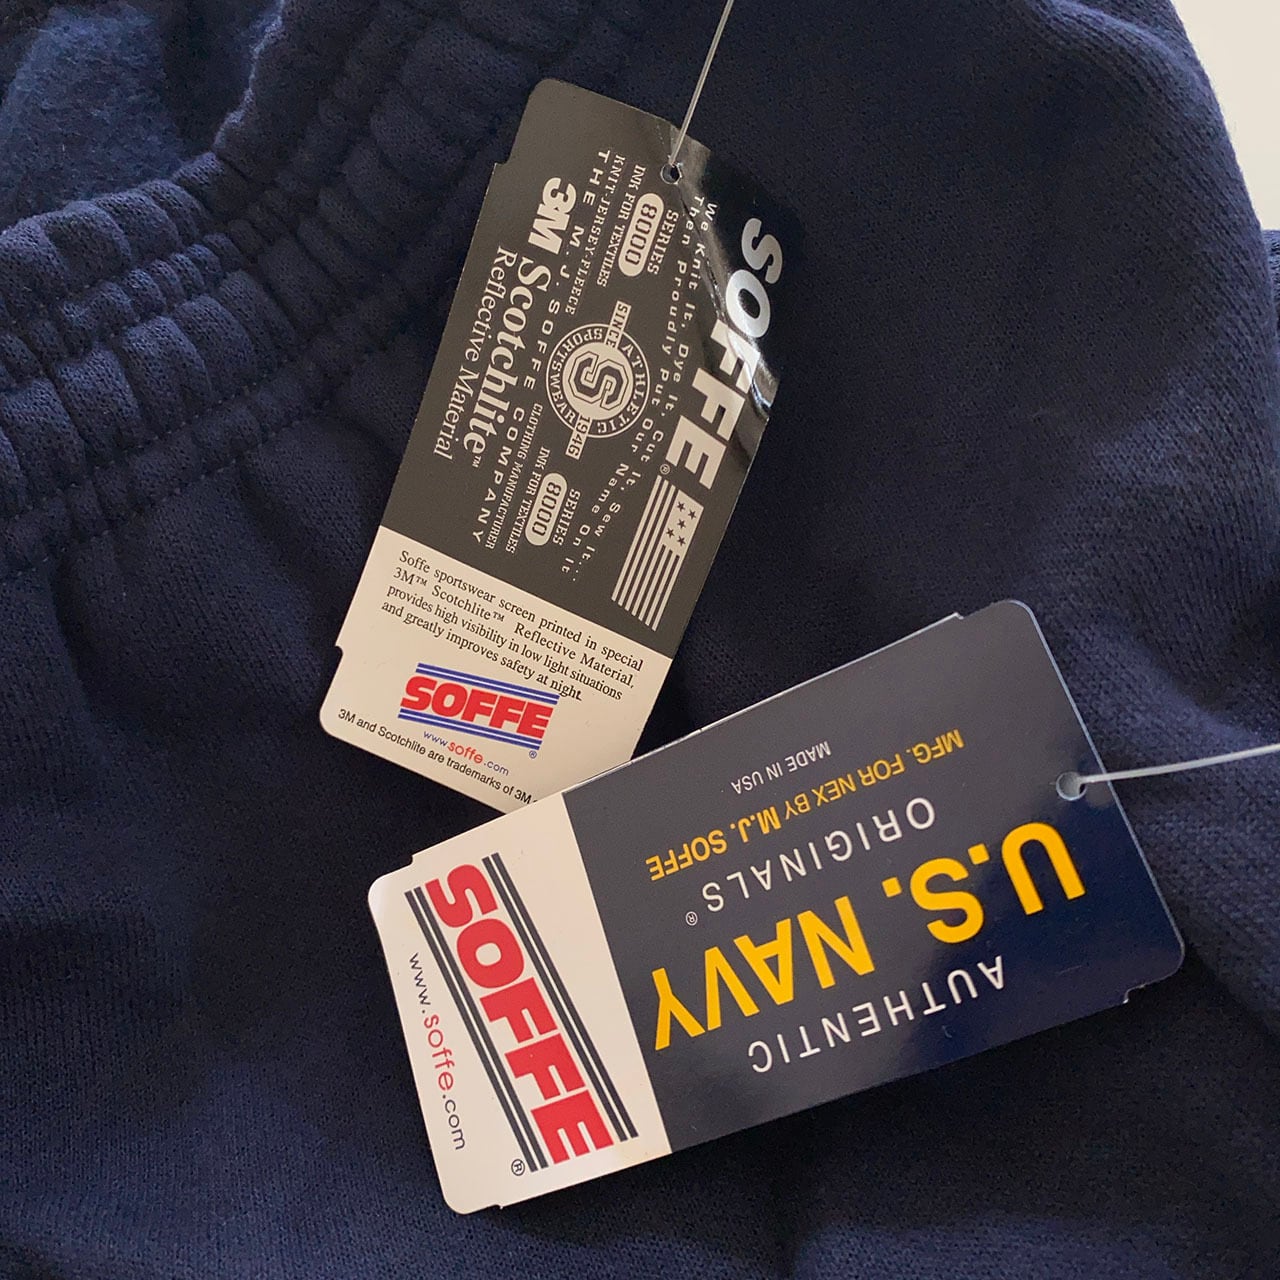 SOFFE®
We Knit It, Dye It, Cut It, Sew It...
Then Proudly Put Our Name On It
SERIES
8000
INK FOR TEXTILES
KNIT·JERSEY·FLEECE
ATHLETIC
SINCE
S
1946
SPORTSWEAR
SERIES
8000
INK FOR TEXTILES
CLOTHING MANUFACTURER
THE M.J. SOFFE COMPANY
3M Scotchlite™
Reflective Material
Soffe sportswear screen printed in special
3M™ Scotchlite™ Reflective Material,
provides high visibility in low light situations
and greatly improves safety at night.
SOFFE®
www.soffe.com
3M and Scotchlite are trademarks of 3M
AUTHENTIC
U.S. NAVY
ORIGINALS®
MFG. FOR NEX BY M.J. SOFFE
MADE IN USA
SOFFE®
www.soffe.com